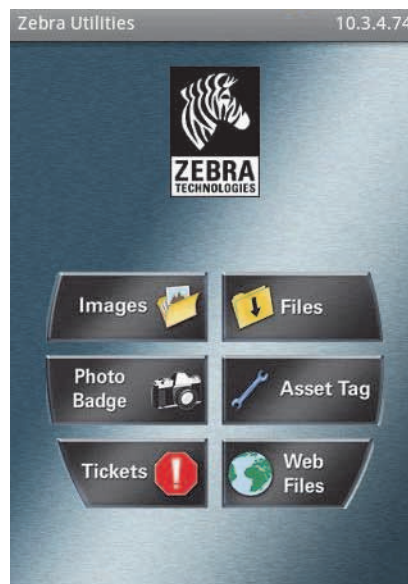 Zebra Utilities 10.3.4.74
ZEBRA
TECHNOLOGIES
Images Files
Photo
Badge
Asset Tag
Tickets
Web
Files